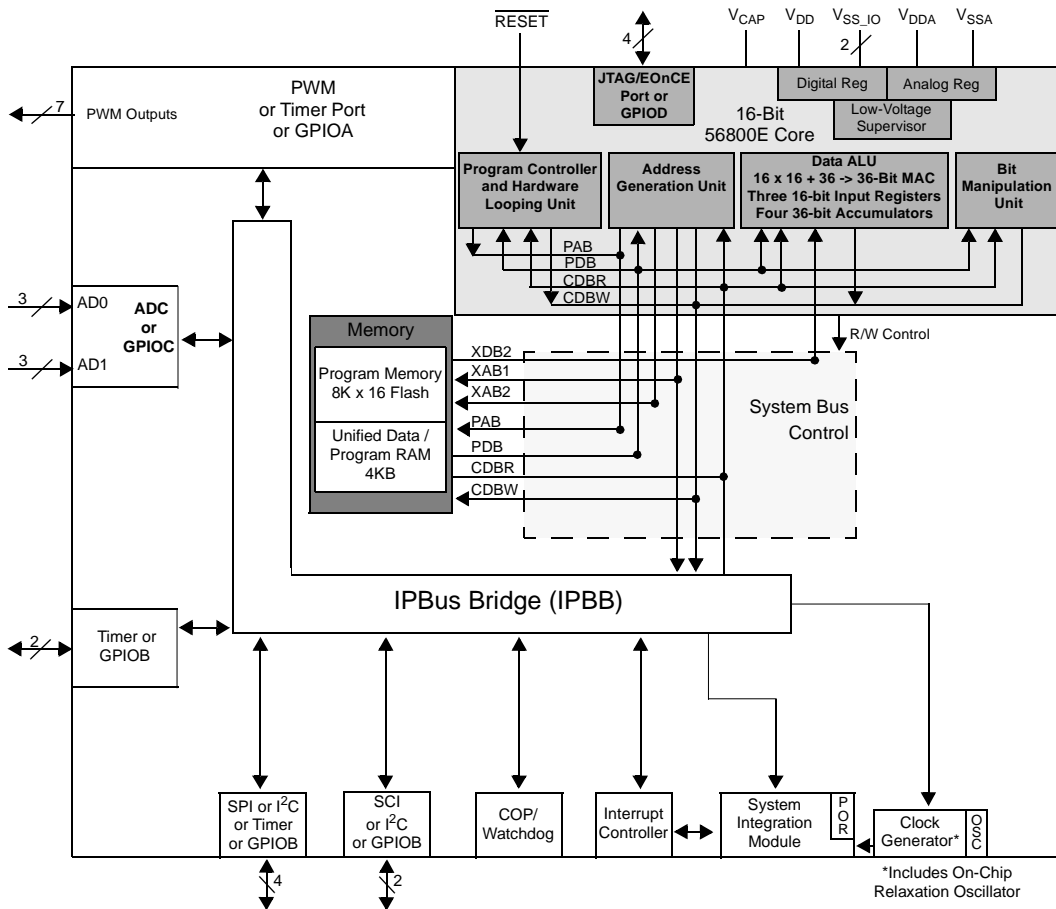 RESET
4
VCAP
VDD
VSS_IO
2
VDDA
VSSA
7
PWM Outputs
PWM
or Timer Port
or GPIOA
JTAG/EOnCE
Port or
GPIOD
16-Bit
56800E Core
Digital Reg
Analog Reg
Low-Voltage
Supervisor
Program Controller
and Hardware
Looping Unit
Address
Generation Unit
Data ALU
16 x 16 + 36 -> 36-Bit MAC
Three 16-bit Input Registers
Four 36-bit Accumulators
Bit
Manipulation
Unit
PAB
PDB
CDBR
CDBW
3
AD0
3
AD1
ADC
or
GPIOC
Memory
Program Memory
8K x 16 Flash
Unified Data /
Program RAM
4KB
XDB2
XAB1
XAB2
PAB
PDB
CDBR
CDBW
R/W Control
System Bus
Control
IPBus Bridge (IPBB)
2
Timer or
GPIOB
SPI or I²C
or Timer
or GPIOB
4
SCI
or I²C
or GPIOB
2
COP/
Watchdog
Interrupt
Controller
System
Integration
Module
POR
Clock
Generator*
OSC
*Includes On-Chip
Relaxation Oscillator